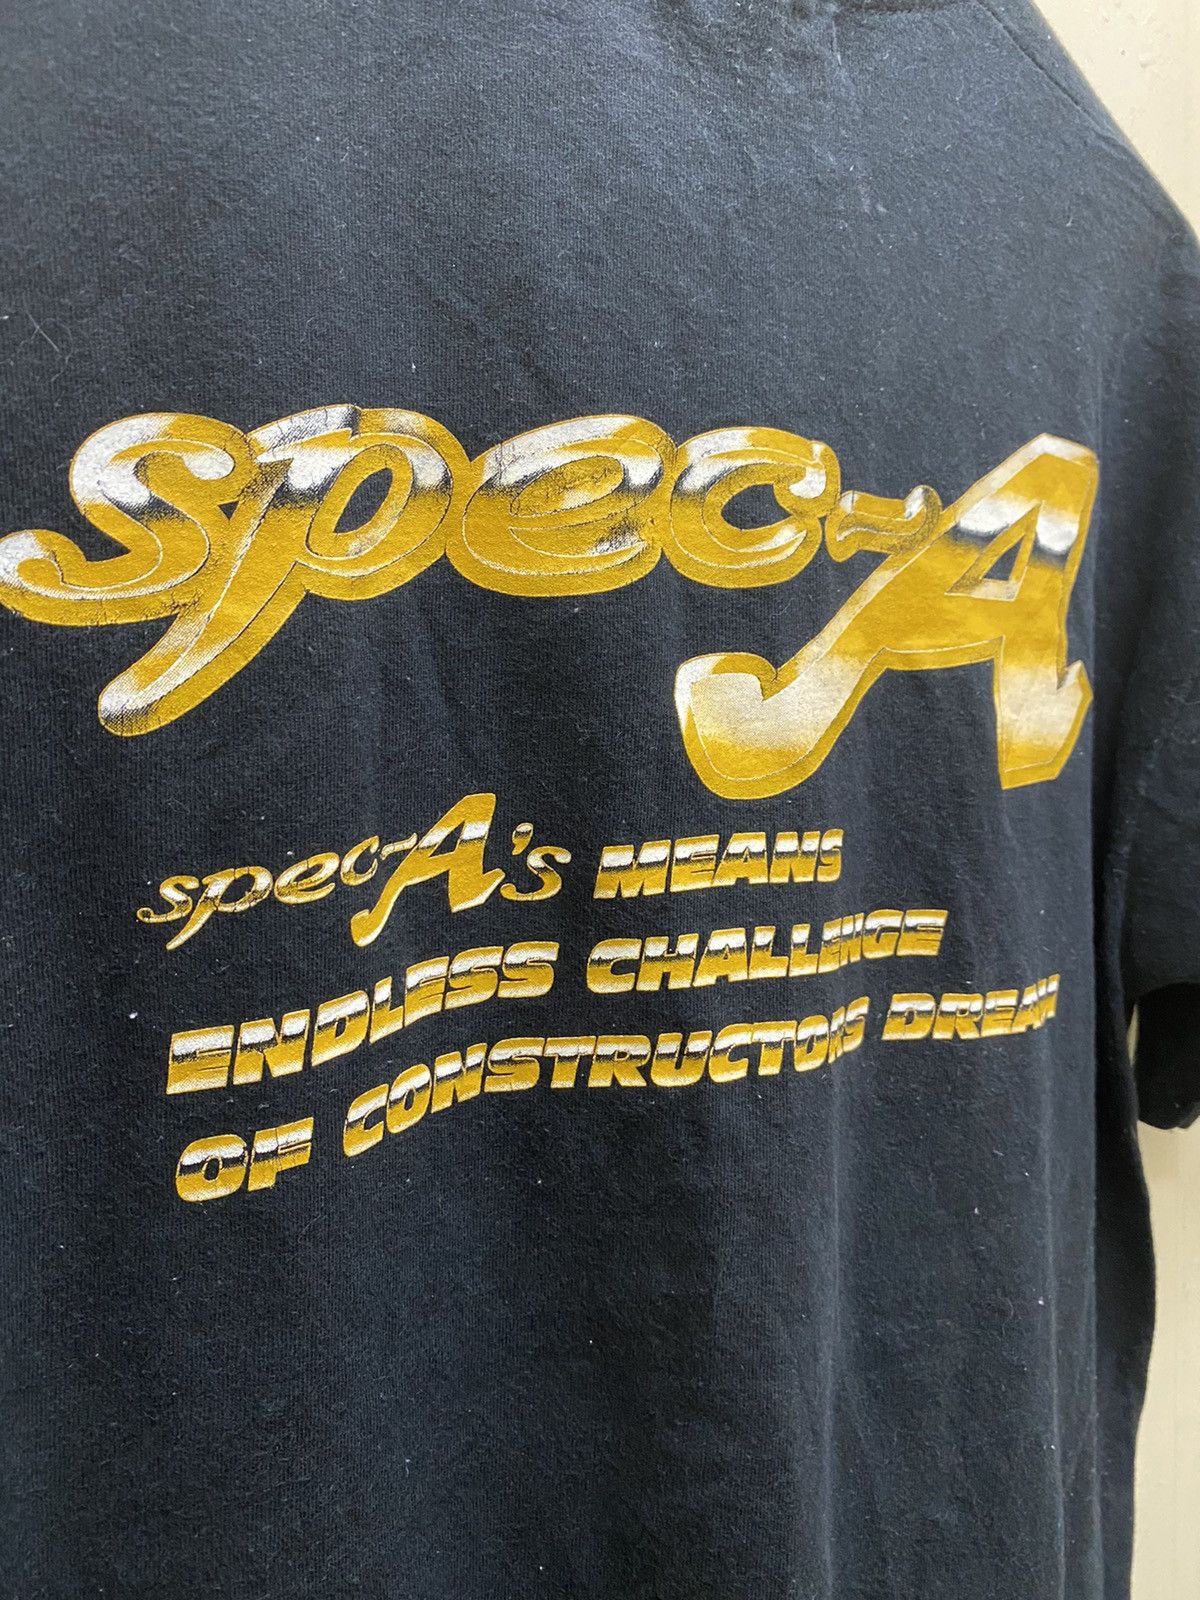 spec-A
spec-A's MEANS
ENDLESS CHALLENGE
OF CONSTRUCTORS DREAM